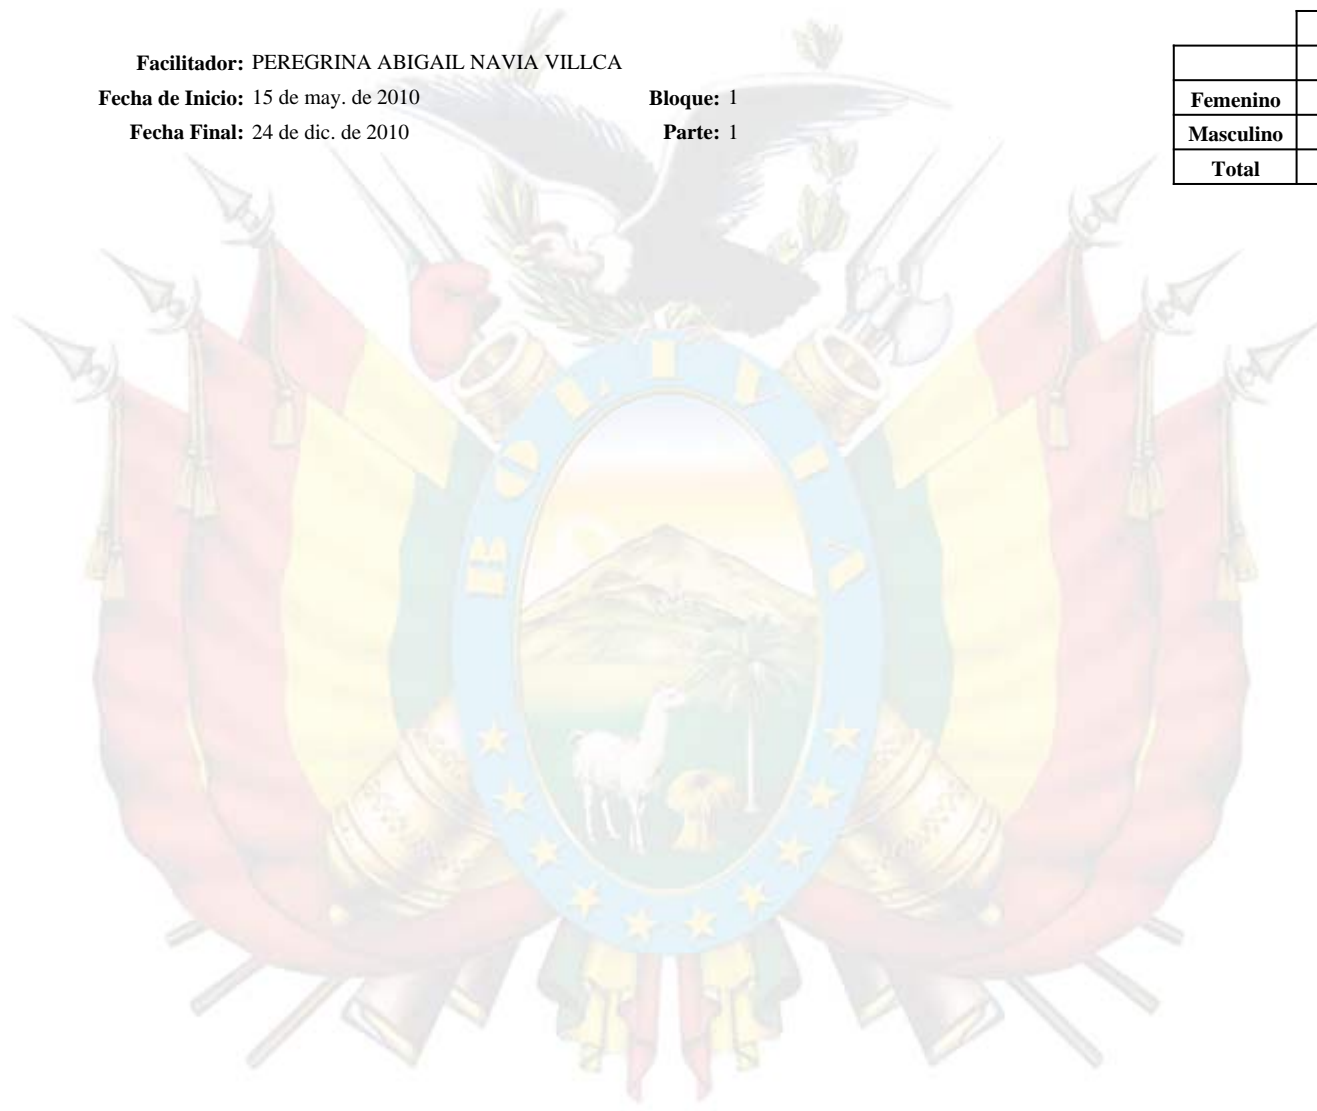 Facilitador: PEREGRINA ABIGAIL NAVIA VILLCA
Fecha de Inicio: 15 de may. de 2010 Bloque: 1
Fecha Final: 24 de dic. de 2010 Parte: 1
Femenino
Masculino
Total
BOLIVIA